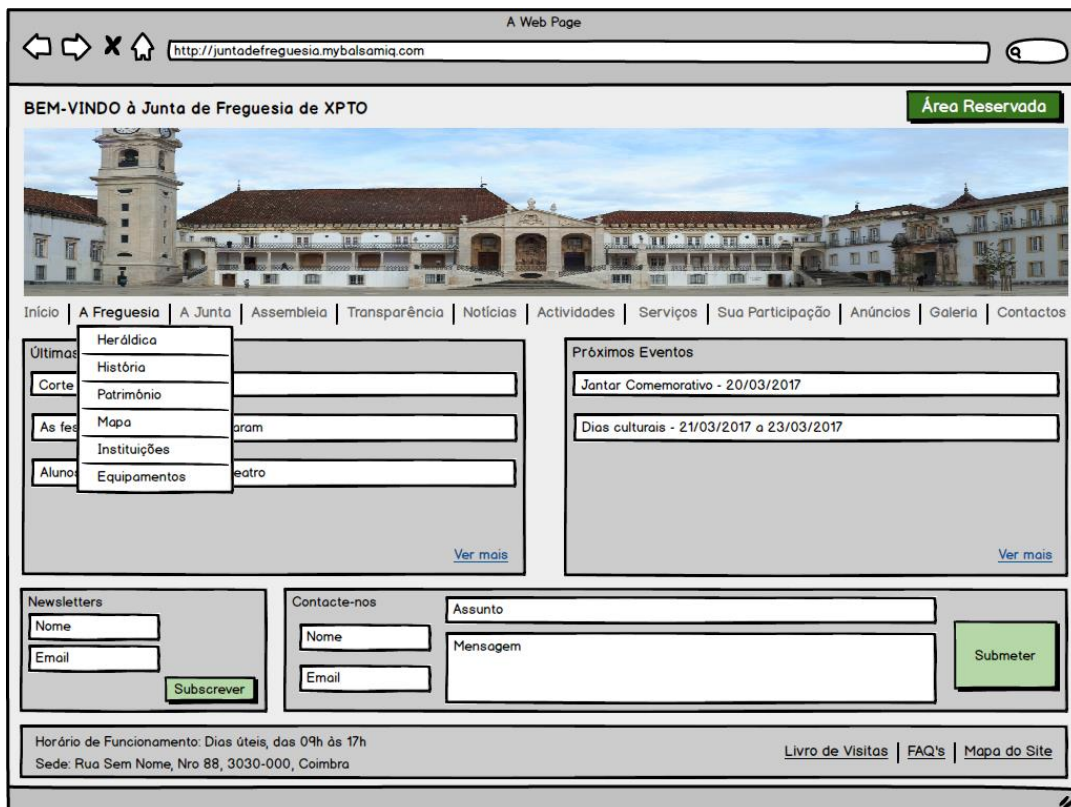 A Web Page
http://juntadefreguesia.mybalsamiq.com
BEM-VINDO à Junta de Freguesia de XPTO
Área Reservada
Início | A Freguesia | A Junta | Assembleia | Transparência | Notícias | Actividades | Serviços | Sua Participação | Anúncios | Galeria | Contactos
Heráldica
História
Patrimônio
Mapa
Instituições
Equipamentos
Últimas
Corte
As fes
aram
Alunos
eatro
Ver mais
Próximos Eventos
Jantar Comemorativo - 20/03/2017
Dias culturais - 21/03/2017 a 23/03/2017
Ver mais
Newsletters
Nome
Email
Subscrever
Contacte-nos
Nome
Email
Assunto
Mensagem
Submeter
Horário de Funcionamento: Dias úteis, das 09h às 17h
Sede: Rua Sem Nome, Nro 88, 3030-000, Coimbra
Livro de Visitas | FAQ's | Mapa do Site